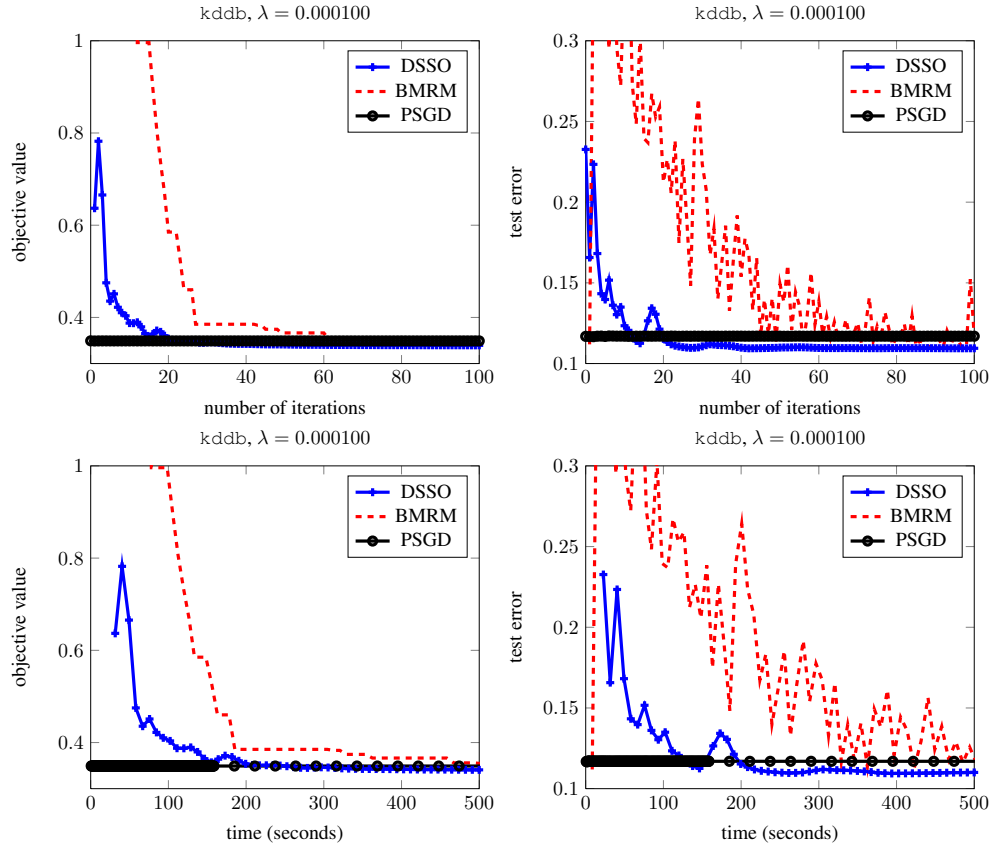 kddb, λ = 0.000100
1
0.8
0.6
0.4
objective value
0
20
40
60
80
100
number of iterations
DSSO
BMRM
PSGD
kddb, λ = 0.000100
0.3
0.25
0.2
0.15
0.1
test error
0
20
40
60
80
100
number of iterations
DSSO
BMRM
PSGD
kddb, λ = 0.000100
1
0.8
0.6
0.4
objective value
0
100
200
300
400
500
time (seconds)
DSSO
BMRM
PSGD
kddb, λ = 0.000100
0.3
0.25
0.2
0.15
0.1
test error
0
100
200
300
400
500
time (seconds)
DSSO
BMRM
PSGD